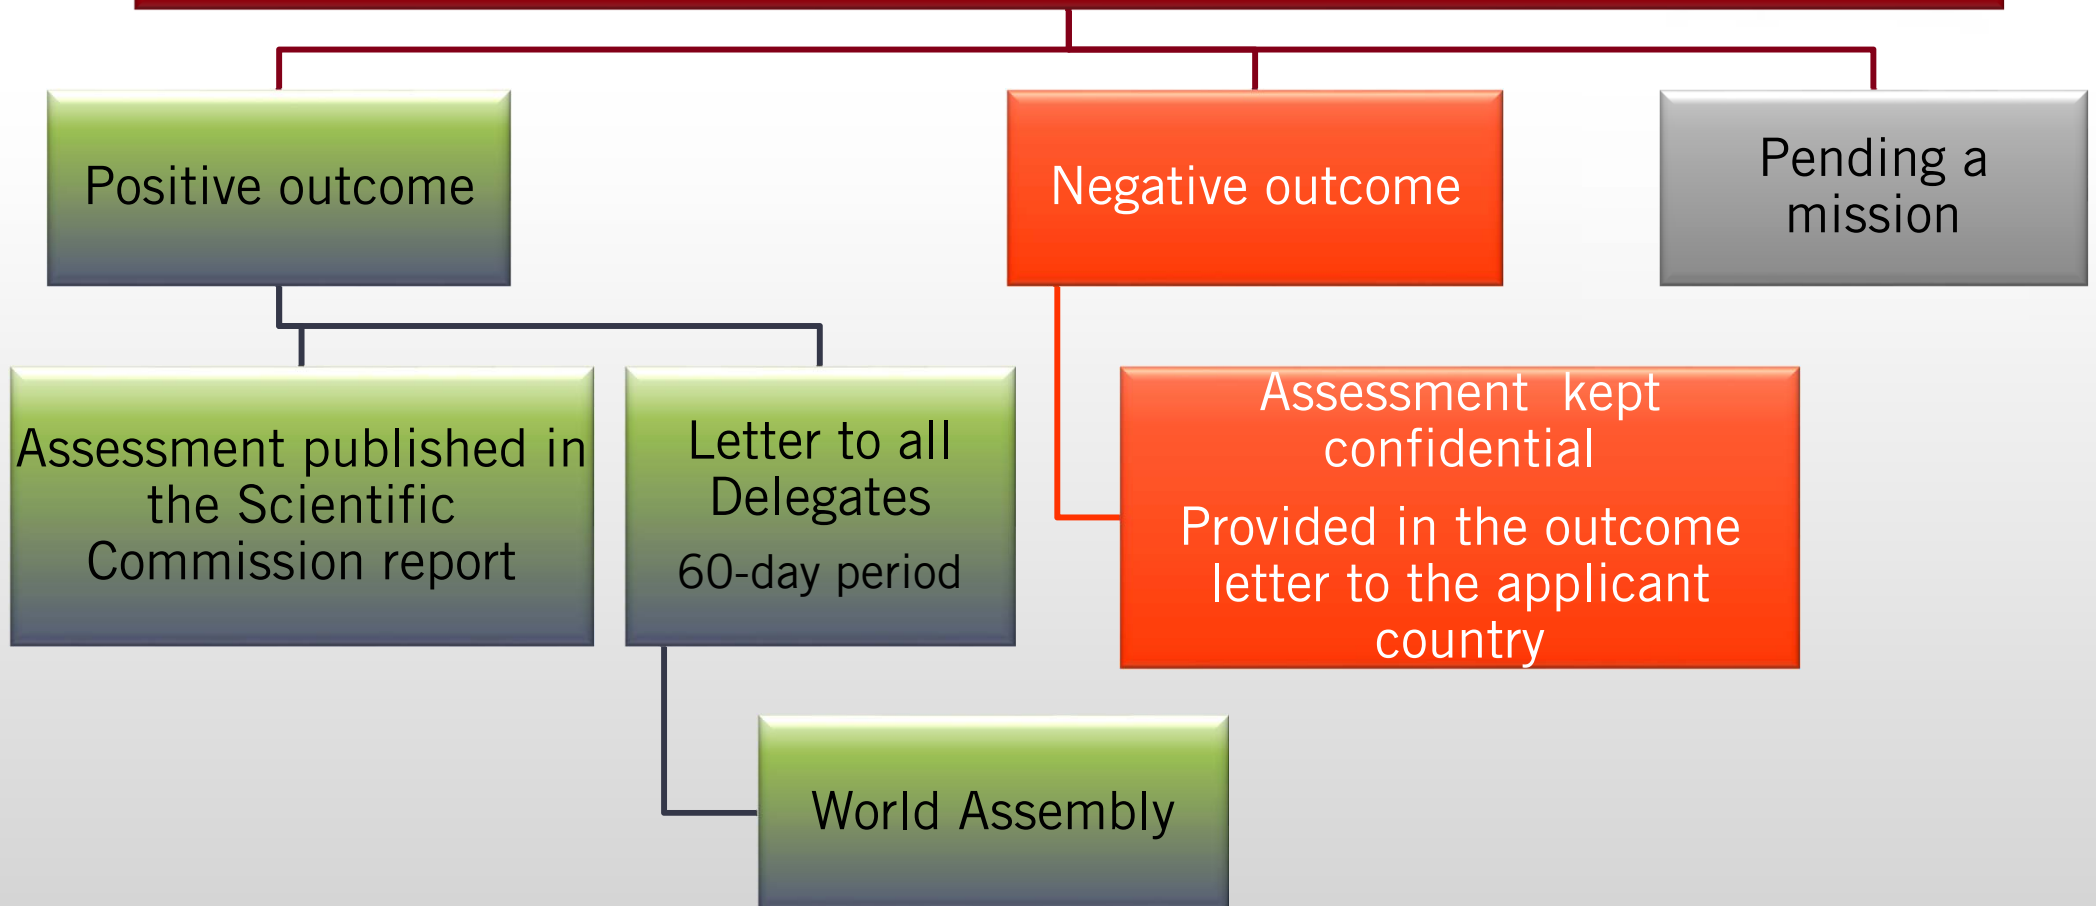 Positive outcome
Negative outcome
Pending a
mission
Assessment published in
the Scientific
Commission report
Letter to all
Delegates
60-day period
Assessment kept
confidential
Provided in the outcome
letter to the applicant
country
World Assembly